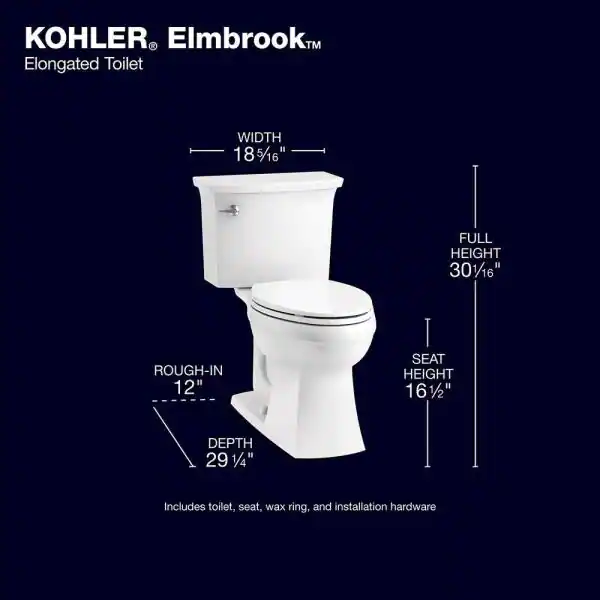 KOHLER® Elmbrook™
Elongated Toilet
WIDTH
18 5/16"
FULL
HEIGHT
30 1/16"
SEAT
HEIGHT
16 1/2"
ROUGH-IN
12"
DEPTH
29 1/4"
Includes toilet, seat, wax ring, and installation hardware